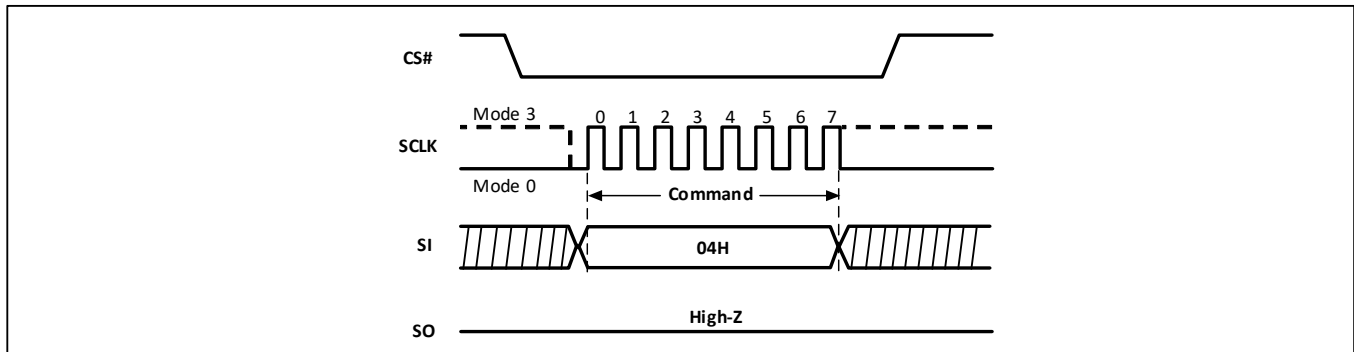 CS#
Mode 3
0 1 2 3 4 5 6 7
SCLK
Mode 0
Command
SI
04H
High-Z
SO